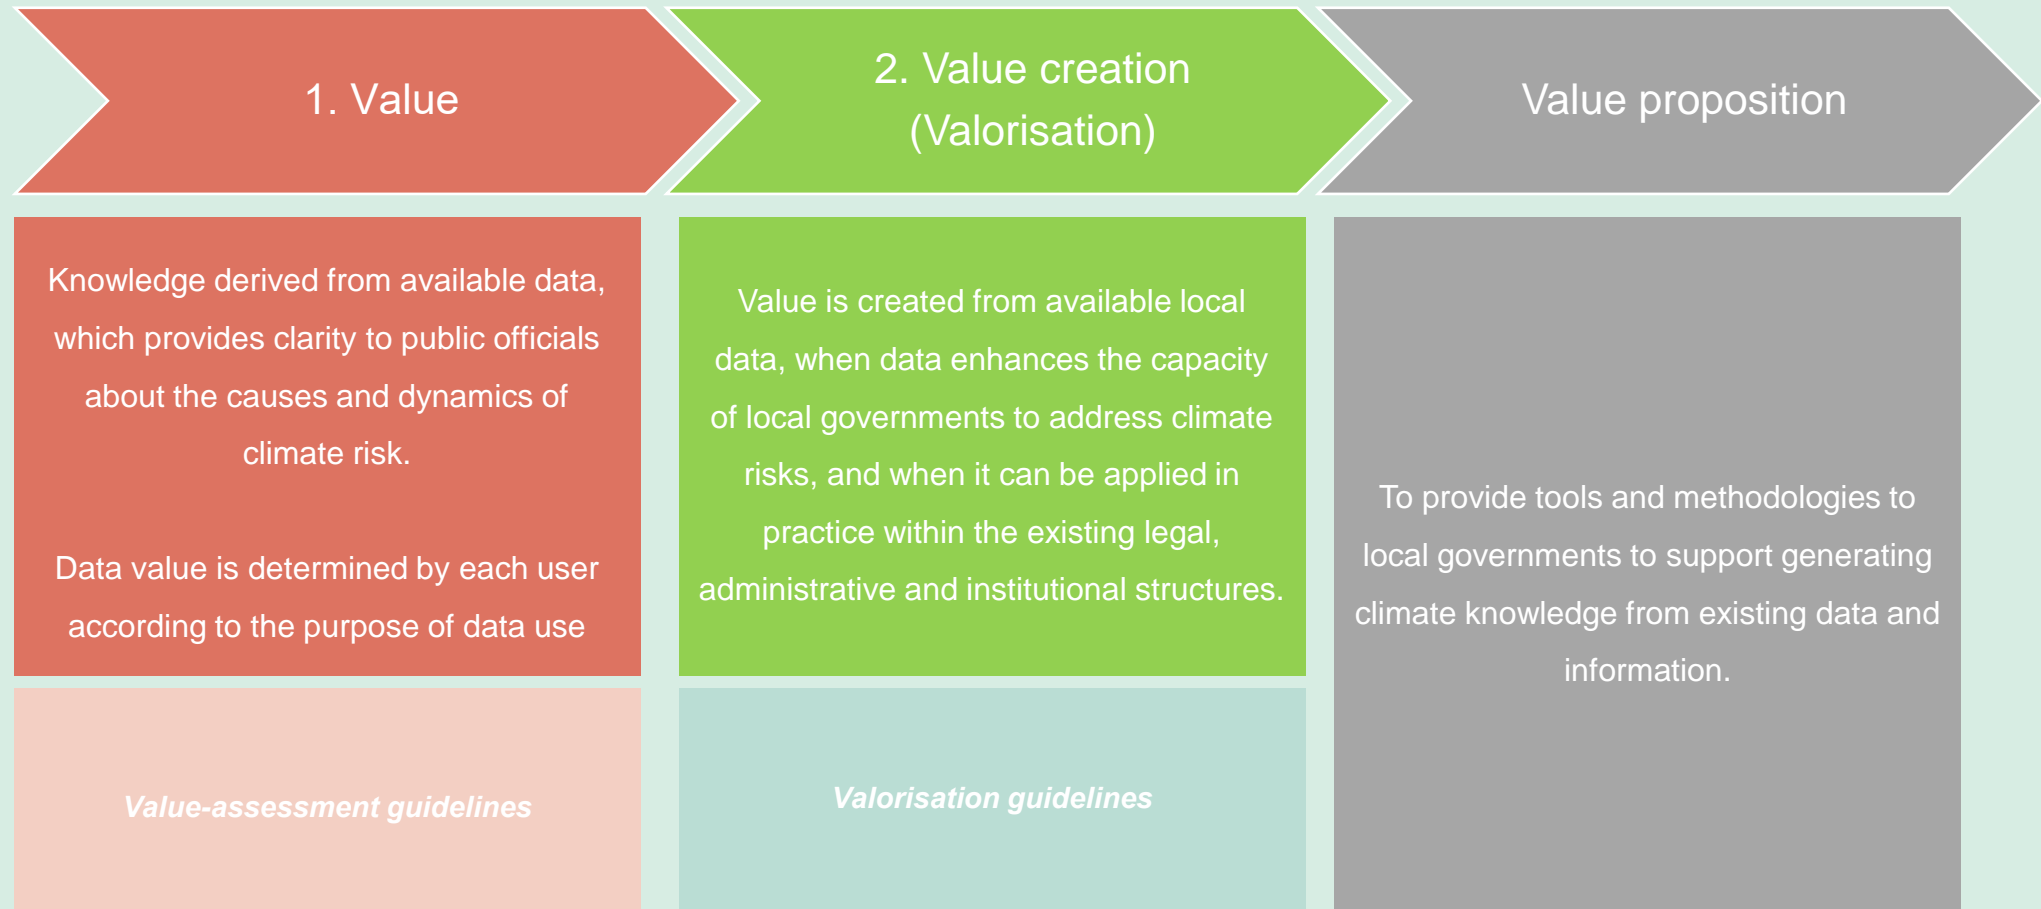 1. Value
2. Value creation
(Valorisation)
Value proposition
Knowledge derived from available data,
which provides clarity to public officials
about the causes and dynamics of
climate risk.
Data value is determined by each user
according to the purpose of data use
Value is created from available local
data, when data enhances the capacity
of local governments to address climate
risks, and when it can be applied in
practice within the existing legal,
administrative and institutional structures.
To provide tools and methodologies to
local governments to support generating
climate knowledge from existing data and
information.
Value-assessment guidelines
Valorisation guidelines